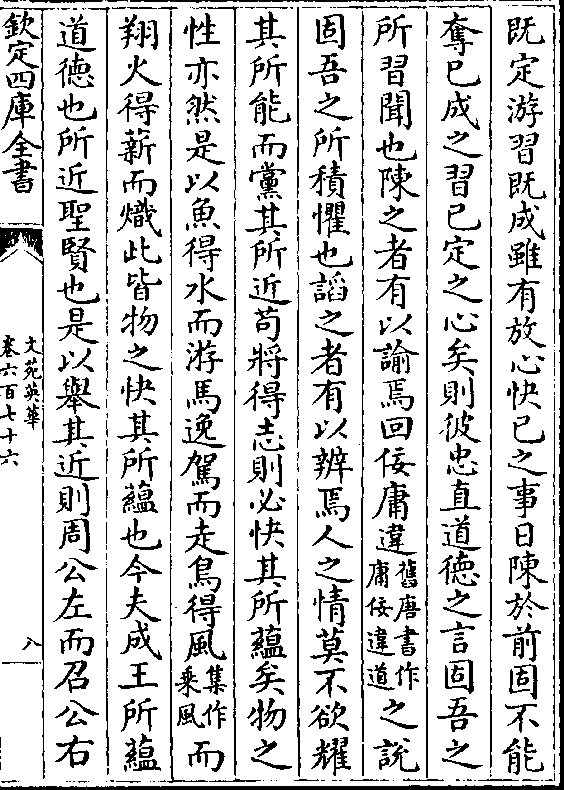 既定游習既成雖有放心快已之事日陳於前固不能
奪已成之習已定之心矣則彼忠直道德之言固吾之
所習聞也陳之者有以諭焉回佞庸違舊唐書作庸佞違道之說
固吾之所積懼也謟之者有以辨焉人之情莫不欲耀
其所能而黨其所近苟將得志則必快其所蘊矣物之
性亦然是以魚得水而游馬逸駕而走鳥得風集作乘風而
翔火得薪而熾此皆物之快其所蘊也今夫成王所蘊
道德也所近聖賢也是以舉其近則周公左而召公右
欽定四庫全書
文苑英華
卷六百七十六
八